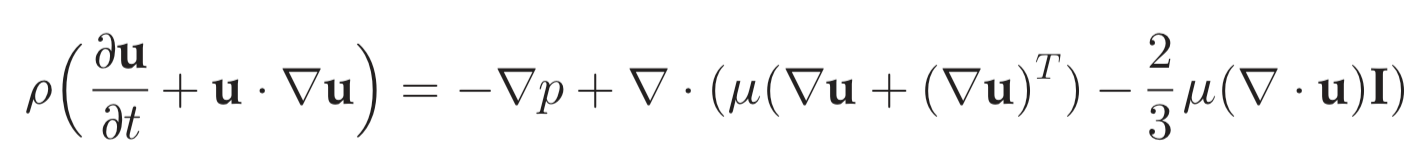 ρ(∂𝐮/∂t + 𝐮 · ∇𝐮) = −∇p + ∇ · (μ(∇𝐮 + (∇𝐮)ᵀ) − 2/3 μ(∇ · 𝐮)𝐈)